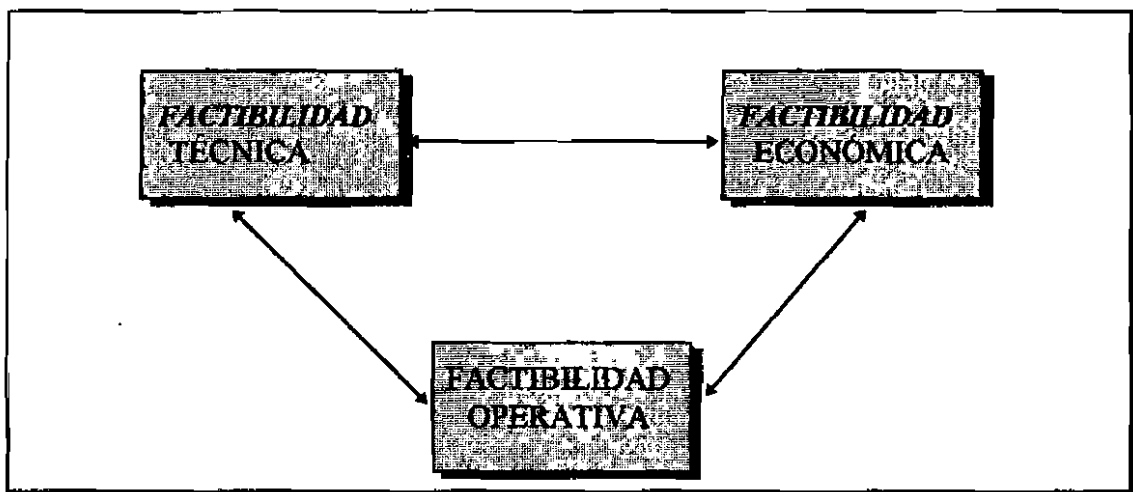 FACTIBILIDAD
TÉCNICA
FACTIBILIDAD
ECONÓMICA
FACTIBILIDAD
OPERATIVA